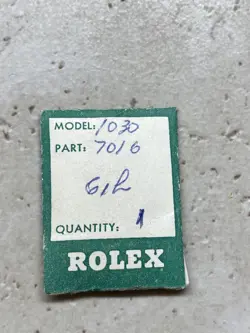 MODEL: 1030
PART: 7016
QUANTITY: 1
ROLEX